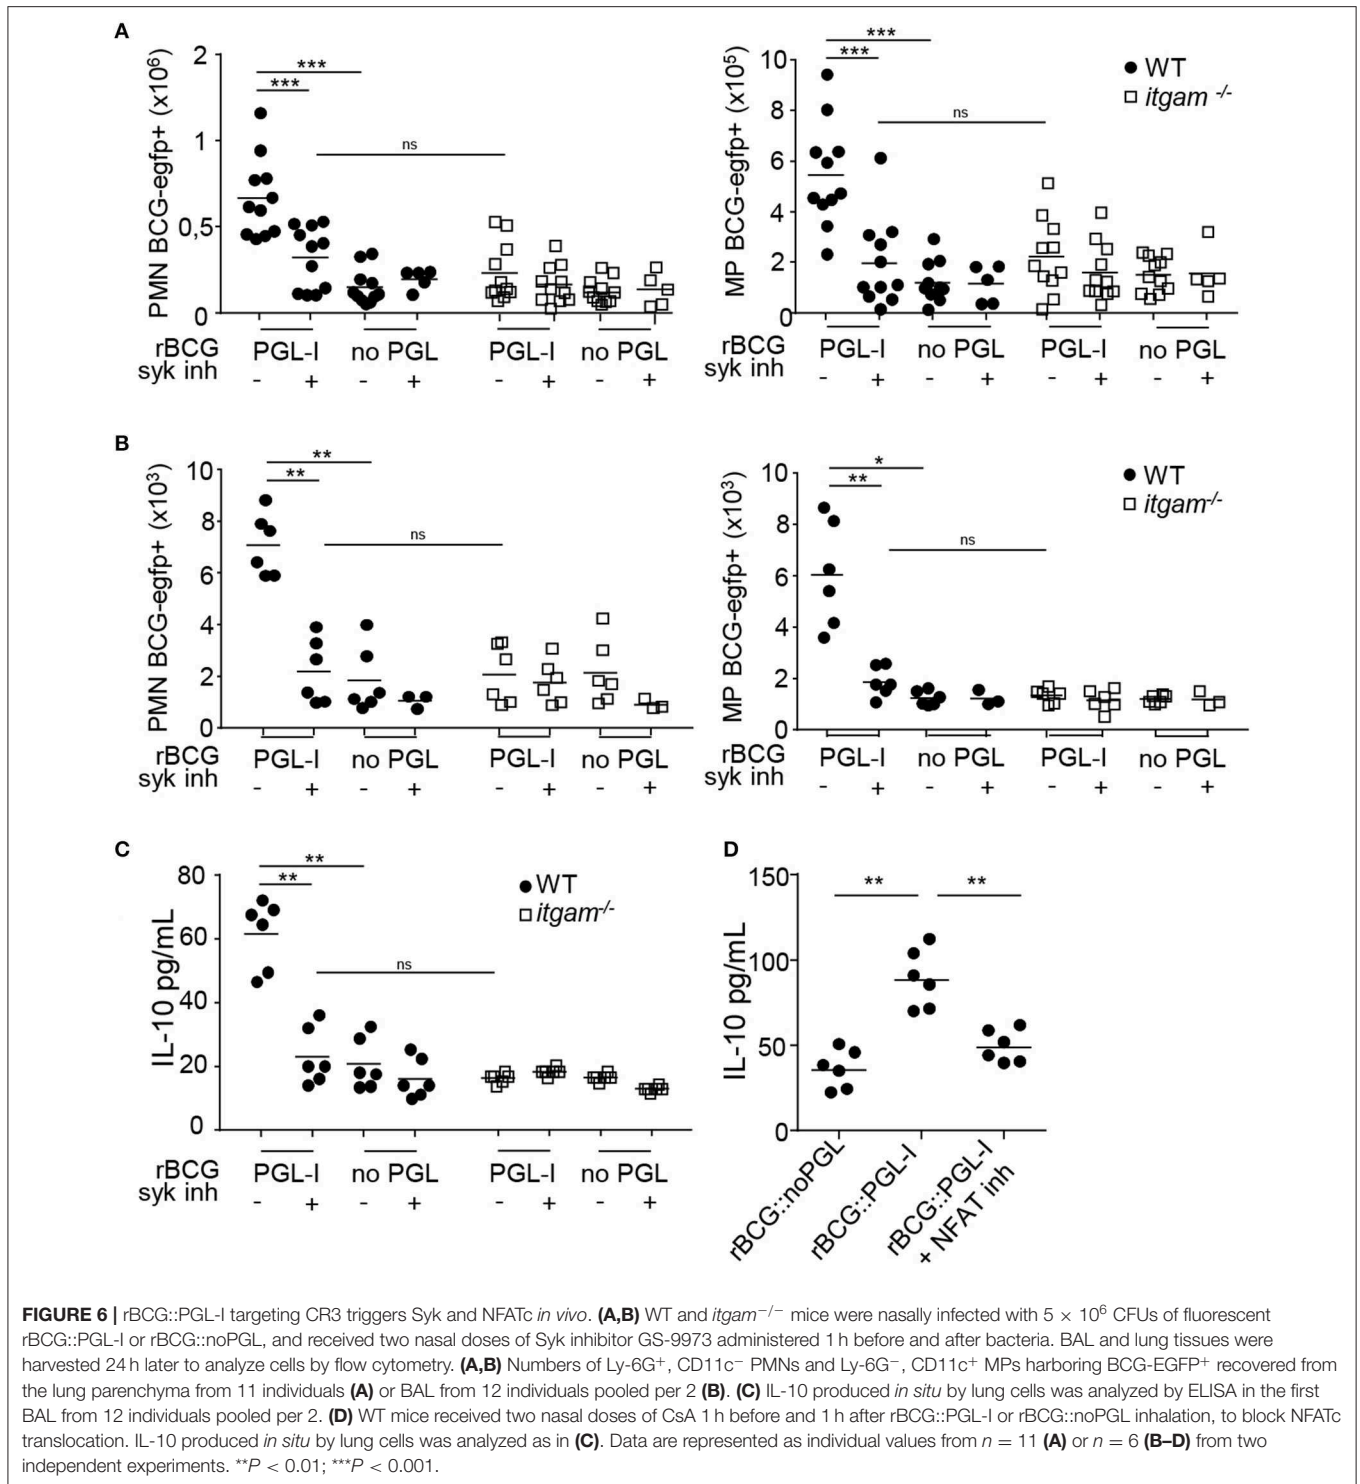 A
PMN BCG-egfp+ (x10⁶)
2
1
0,5
0
***
***
ns
rBCG
syk inh
PGL-I no PGL PGL-I no PGL
- + - + - + - +
MP BCG-egfp+ (x10⁵)
10
8
6
4
2
0
***
***
ns
WT
itgam -/-
PGL-I no PGL PGL-I no PGL
rBCG
syk inh
- + - + - + - +
B
PMN BCG-egfp+ (x10³)
10
8
6
4
2
0
**
**
ns
rBCG
syk inh
PGL-I no PGL PGL-I no PGL
- + - + - + - +
MP BCG-egfp+ (x10³)
10
8
6
4
2
0
*
**
ns
WT
itgam-/-
rBCG
syk inh
PGL-I no PGL PGL-I no PGL
- + - + - + - +
C
IL-10 pg/mL
80
60
40
20
0
**
**
ns
WT
itgam-/-
rBCG
syk inh
PGL-I no PGL PGL-I no PGL
- + - + - + - +
D
IL-10 pg/mL
150
100
50
0
** **
rBCG::noPGL
rBCG::PGL-I
rBCG::PGL-I
+ NFAT inh
FIGURE 6 | rBCG::PGL-I targeting CR3 triggers Syk and NFATc in vivo. (A,B) WT and itgam−/− mice were nasally infected with 5 × 10⁶ CFUs of fluorescent
rBCG::PGL-I or rBCG::noPGL, and received two nasal doses of Syk inhibitor GS-9973 administered 1 h before and after bacteria. BAL and lung tissues were
harvested 24 h later to analyze cells by flow cytometry. (A,B) Numbers of Ly-6G+, CD11c− PMNs and Ly-6G−, CD11c+ MPs harboring BCG-EGFP+ recovered from
the lung parenchyma from 11 individuals (A) or BAL from 12 individuals pooled per 2 (B). (C) IL-10 produced in situ by lung cells was analyzed by ELISA in the first
BAL from 12 individuals pooled per 2. (D) WT mice received two nasal doses of CsA 1 h before and 1 h after rBCG::PGL-I or rBCG::noPGL inhalation, to block NFATc
translocation. IL-10 produced in situ by lung cells was analyzed as in (C). Data are represented as individual values from n = 11 (A) or n = 6 (B–D) from two
independent experiments. **P < 0.01; ***P < 0.001.